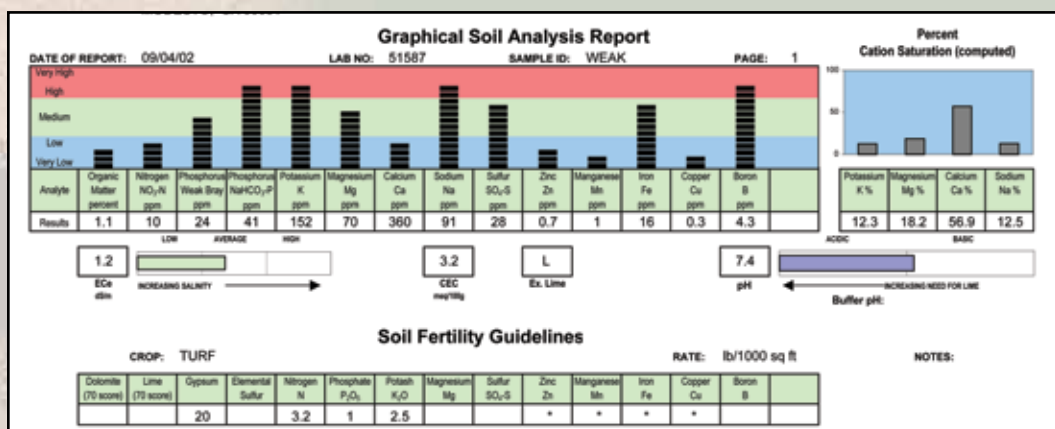 Graphical Soil Analysis Report
Percent
Cation Saturation (computed)
DATE OF REPORT: 09/04/02 LAB NO: 51587 SAMPLE ID: WEAK PAGE: 1
Very High
High
Medium
Low
Very Low
100
50
0
Analyte Organic Matter percent Nitrogen NO₃-N ppm Phosphorus Weak Bray ppm Phosphorus NaHCO₃-P ppm Potassium K ppm Magnesium Mg ppm Calcium Ca ppm Sodium Na ppm Sulfur SO₄-S ppm Zinc Zn ppm Manganese Mn ppm Iron Fe ppm Copper Cu ppm Boron B ppm Potassium K % Magnesium Mg % Calcium Ca % Sodium Na %
Results 1.1 10 24 41 152 70 360 91 28 0.7 1 16 0.3 4.3 12.3 18.2 56.9 12.5
LOW AVERAGE HIGH ACIDIC BASIC
1.2 3.2 L 7.4
ECe dS/m INCREASING SALINITY CEC meq/100g Ex. Lime pH INCREASING NEED FOR LIME
Buffer pH:
Soil Fertility Guidelines
CROP: TURF RATE: lb/1000 sq ft NOTES:
Dolomite (70 score) Lime (70 score) Gypsum Elemental Sulfur Nitrogen N Phosphate P₂O₅ Potash K₂O Magnesium Mg Sulfur SO₄-S Zinc Zn Manganese Mn Iron Fe Copper Cu Boron B
20 3.2 1 2.5 * * * *